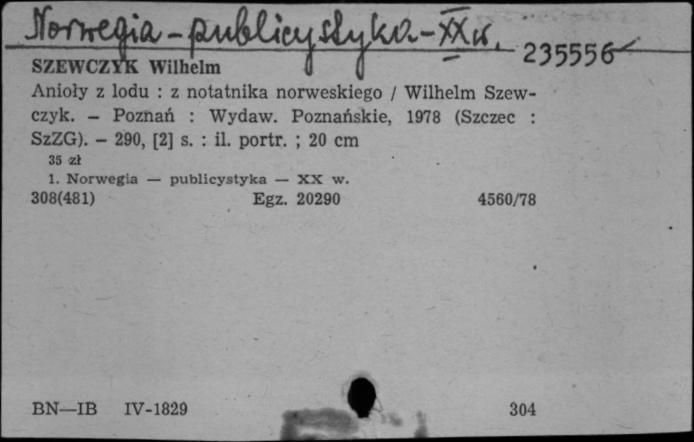 Norwegia - publicystyka - XX w. 235556
SZEWCZYK Wilhelm
Anioły z lodu : z notatnika norweskiego / Wilhelm Szew-
czyk. – Poznań : Wydaw. Poznańskie, 1978 (Szczec :
SzZG). – 290, [2] s. : il. portr. ; 20 cm
35 zł
1. Norwegia — publicystyka — XX w.
308(481) Egz. 20290 4560/78
BN—IB IV-1829 304